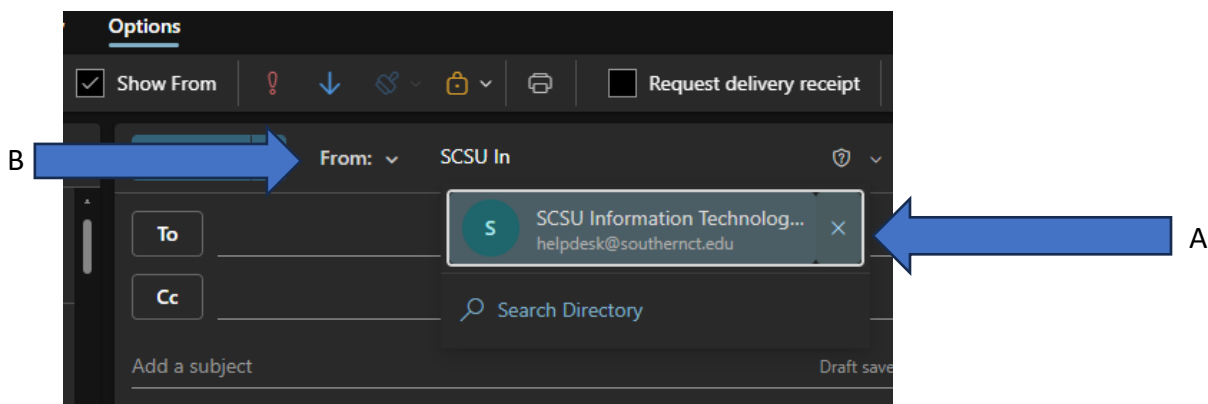 Options
Show From Request delivery receipt
B From: SCSU In
S SCSU Information Technolog...
helpdesk@southernct.edu
A
To
Cc
Search Directory
Add a subject Draft save